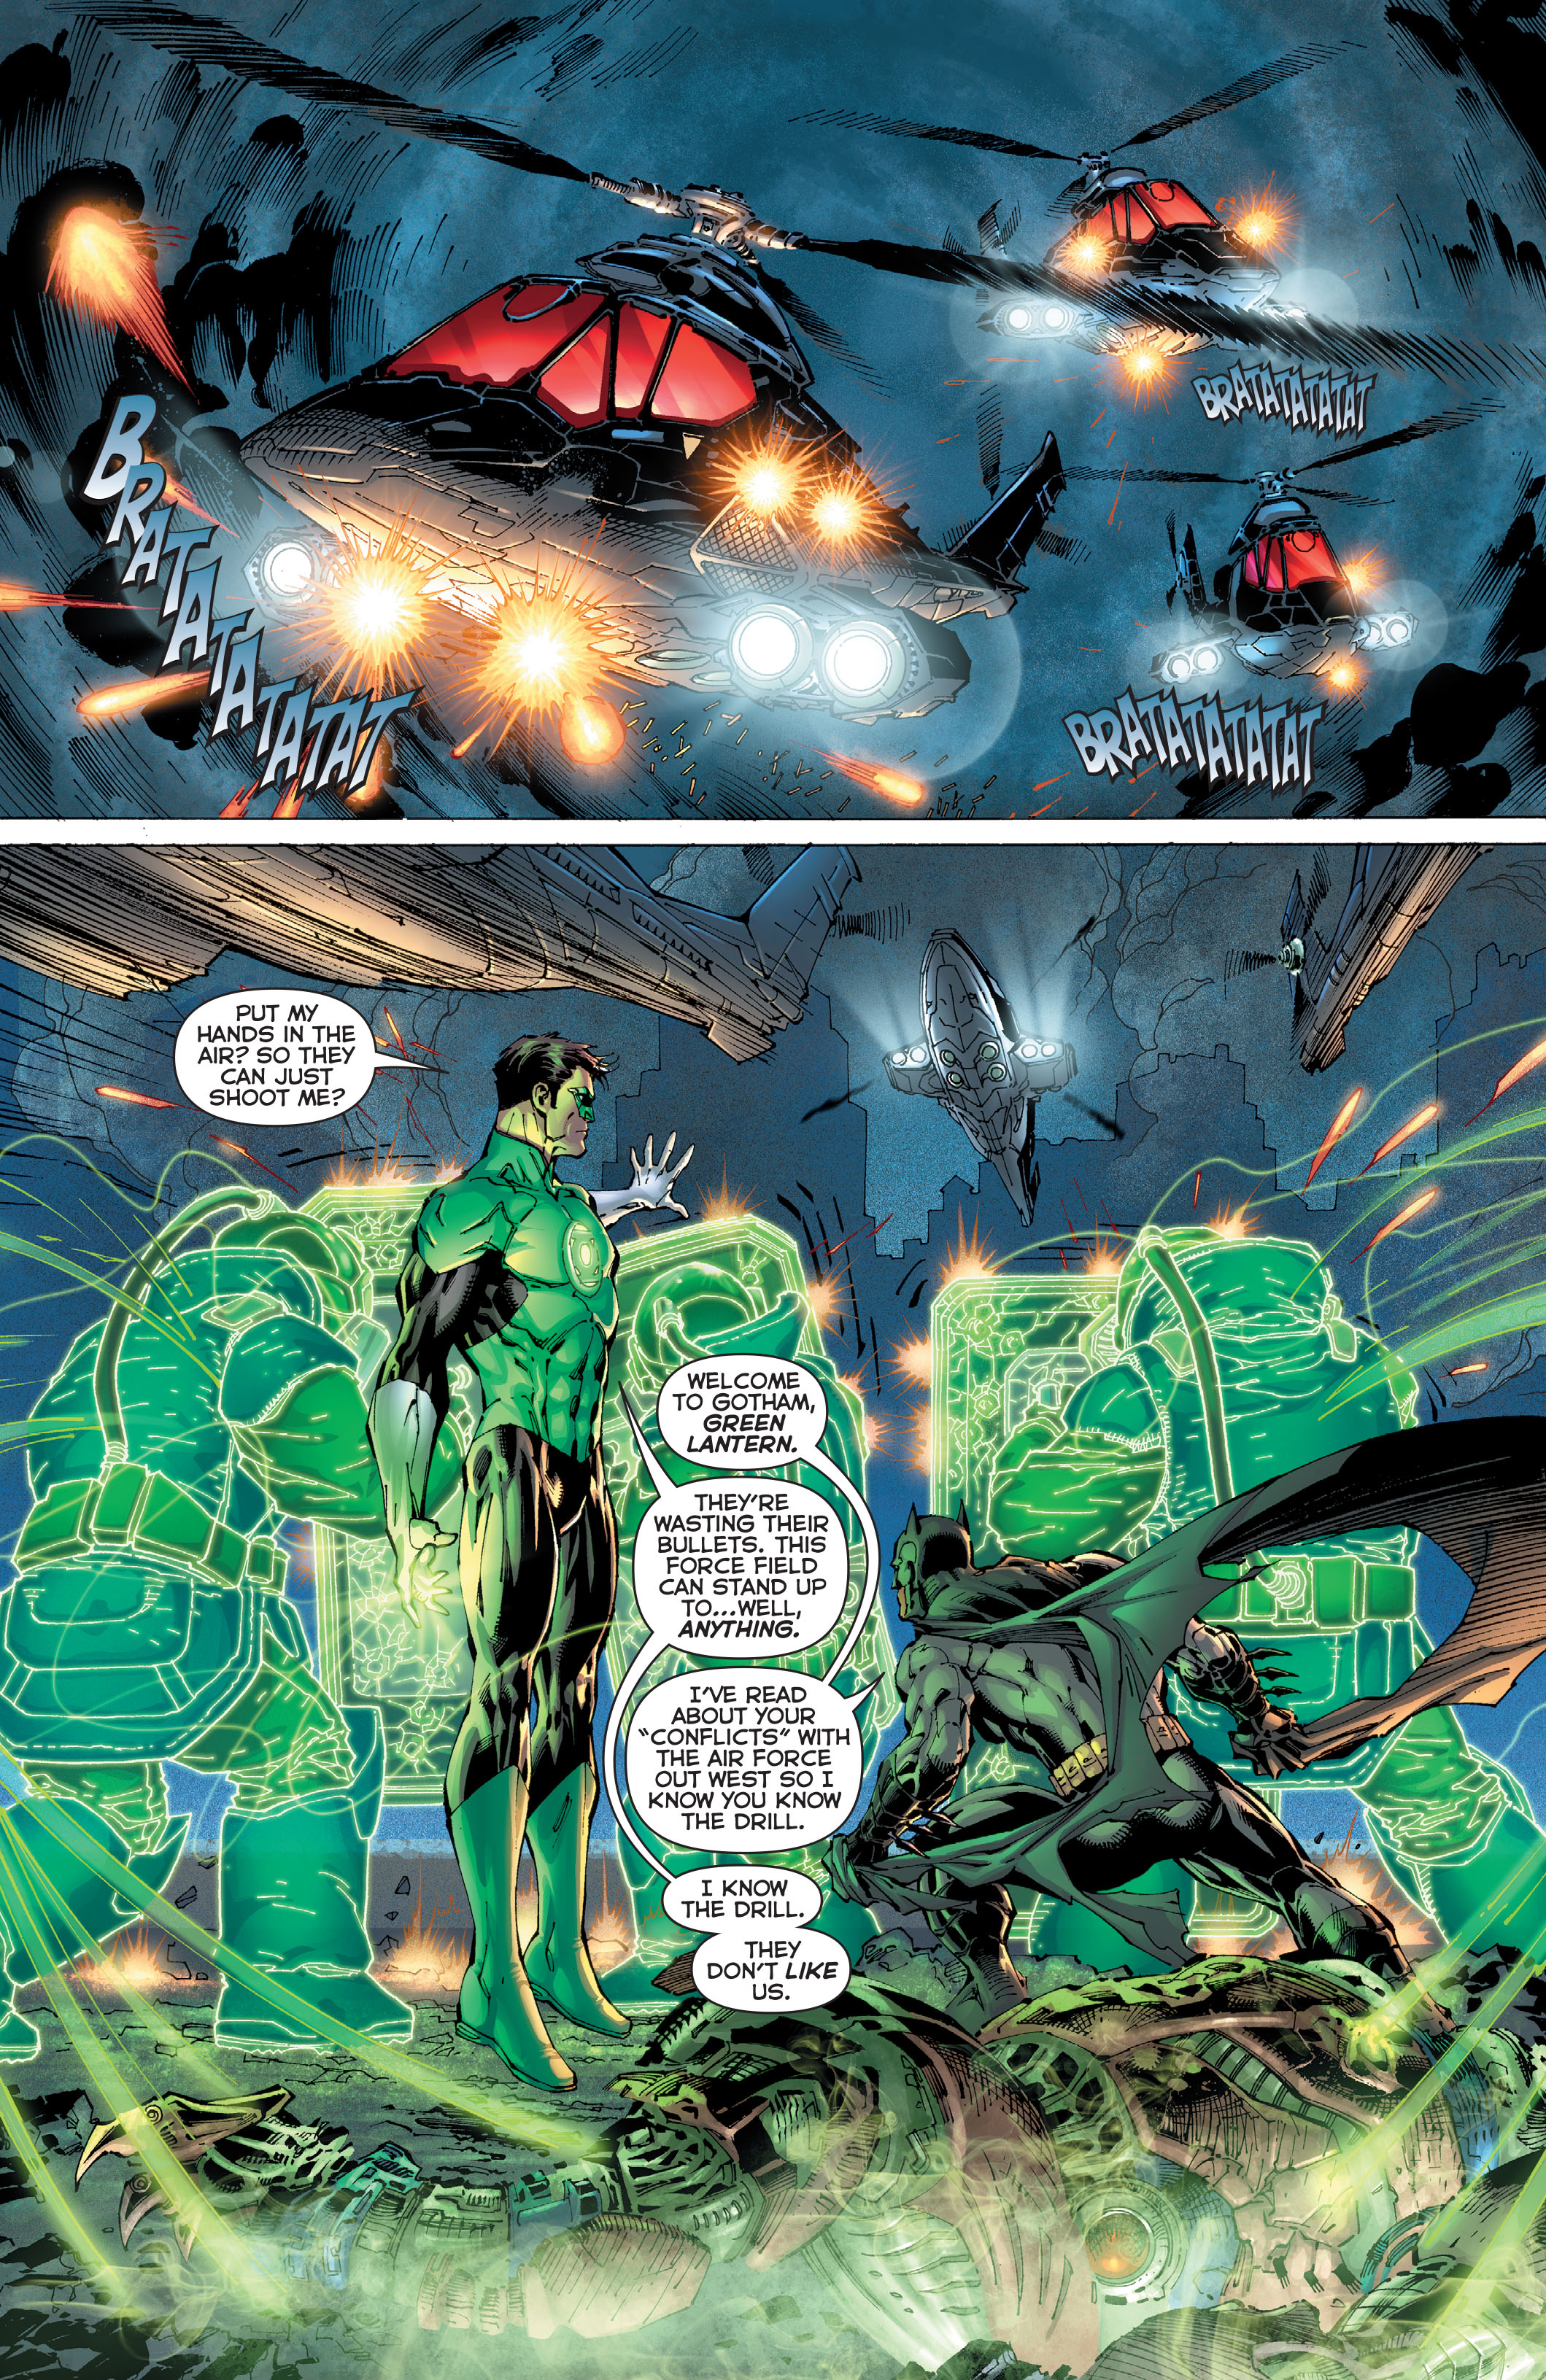 BRATATATATATAT
BRATATATATAT
BRATATATATAT
PUT MY
HANDS IN THE
AIR? SO THEY
CAN JUST
SHOOT ME?
WELCOME
TO GOTHAM,
GREEN
LANTERN.
THEY'RE
WASTING THEIR
BULLETS. THIS
FORCE FIELD
CAN STAND UP
TO...WELL,
ANYTHING.
I'VE READ
ABOUT YOUR
"CONFLICTS" WITH
THE AIR FORCE
OUT WEST SO I
KNOW YOU KNOW
THE DRILL.
I KNOW
THE DRILL.
THEY
DON'T LIKE
US.